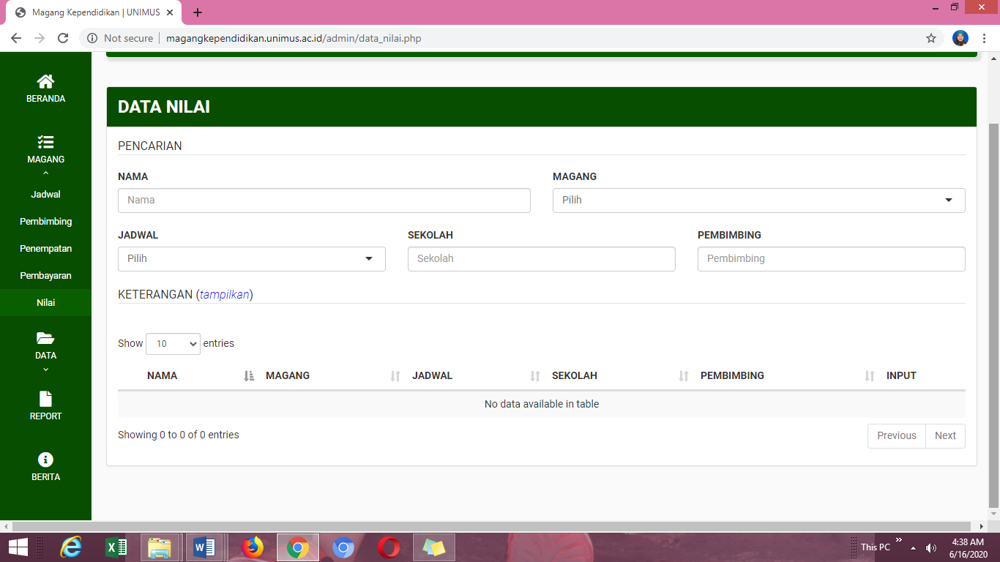 Magang Kependidikan | UNIMUS
Not secure | magangkependidikan.unimus.ac.id/admin/data_nilai.php
BERANDA
MAGANG
Jadwal
Pembimbing
Penempatan
Pembayaran
Nilai
DATA
REPORT
BERITA
DATA NILAI
PENCARIAN
NAMA MAGANG
Nama Pilih
JADWAL SEKOLAH PEMBIMBING
Pilih Sekolah Pembimbing
KETERANGAN (tampilkan)
Show 10 entries
NAMA MAGANG JADWAL SEKOLAH PEMBIMBING INPUT
No data available in table
Showing 0 to 0 of 0 entries Previous Next
This PC 4:38 AM
6/16/2020